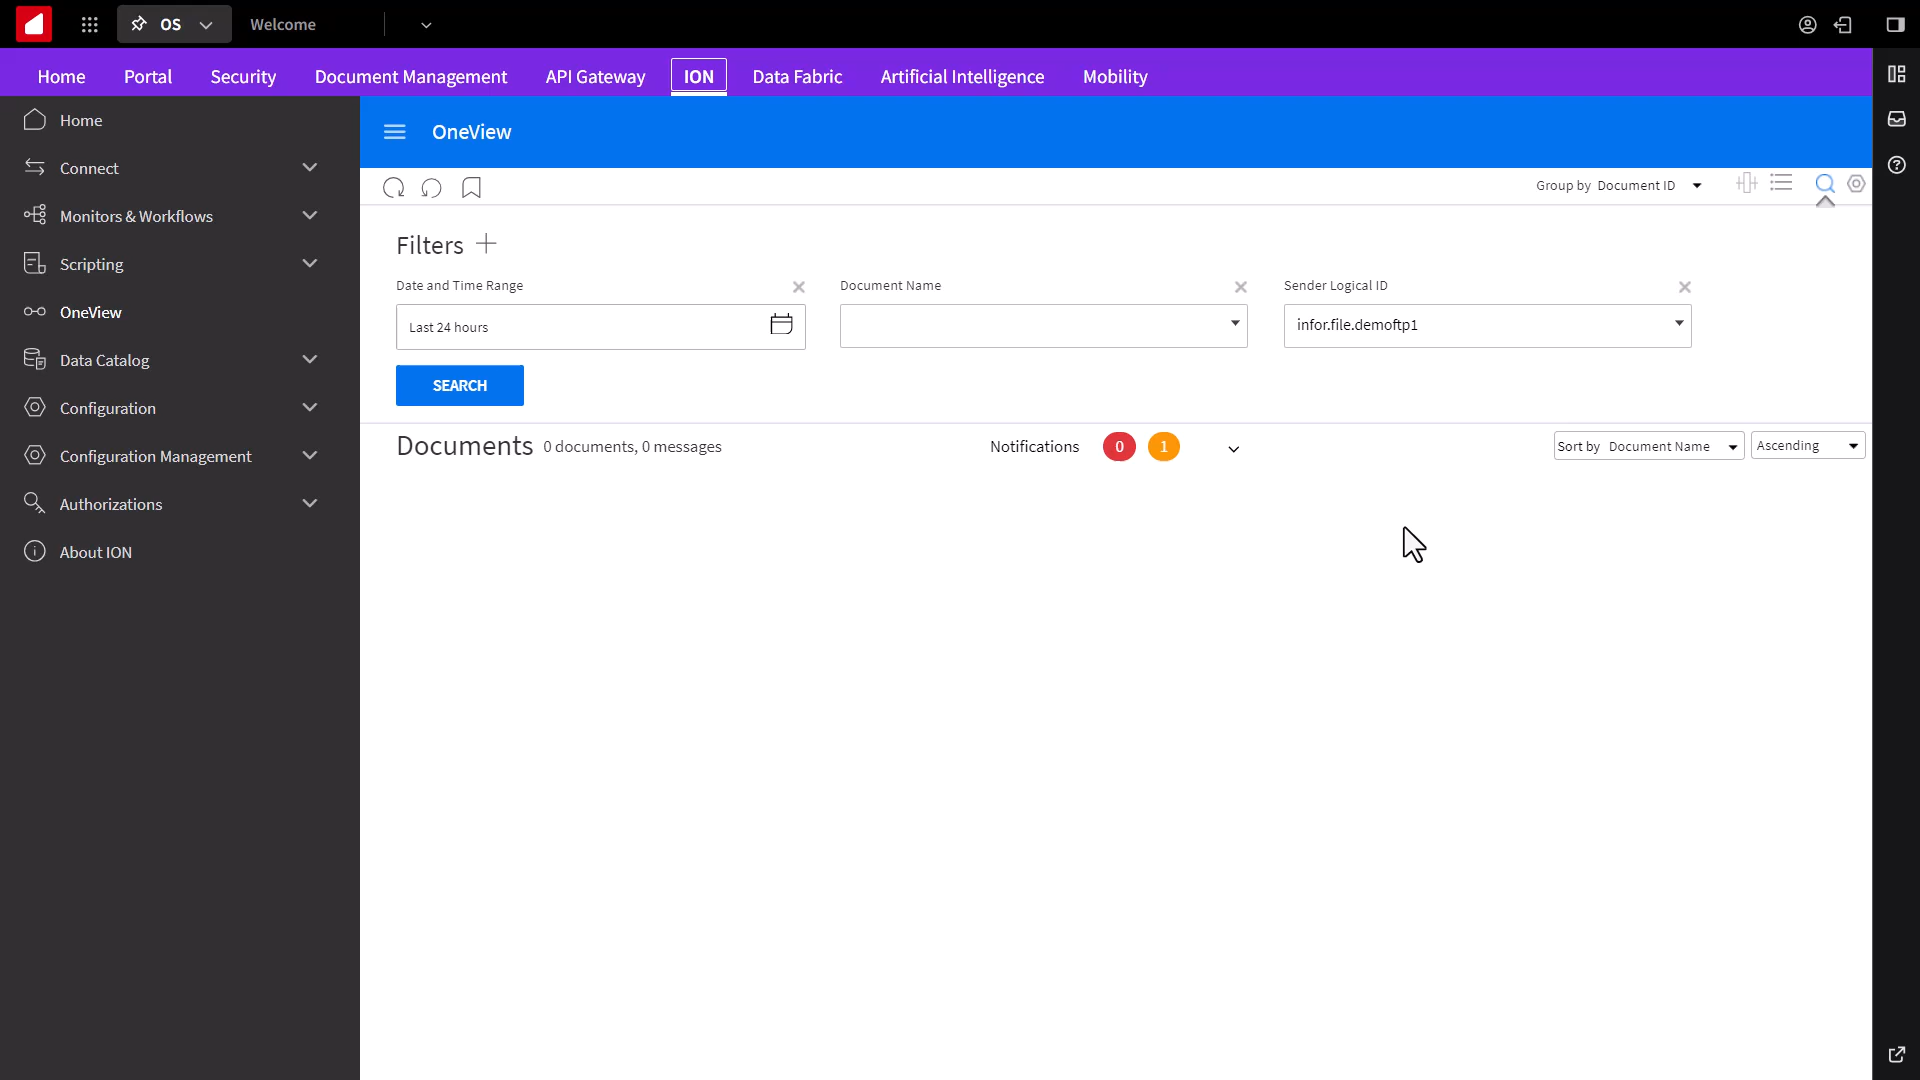 OS
Welcome
Home
Portal
Security
Document Management
API Gateway
ION
Data Fabric
Artificial Intelligence
Mobility
Home
Connect
Monitors & Workflows
Scripting
OneView
Data Catalog
Configuration
Configuration Management
Authorizations
About ION
OneView
Group by Document ID
Filters
Date and Time Range
Document Name
Sender Logical ID
Last 24 hours
infor.file.demoftp1
SEARCH
Documents 0 documents, 0 messages
Notifications 0 1
Sort by Document Name
Ascending